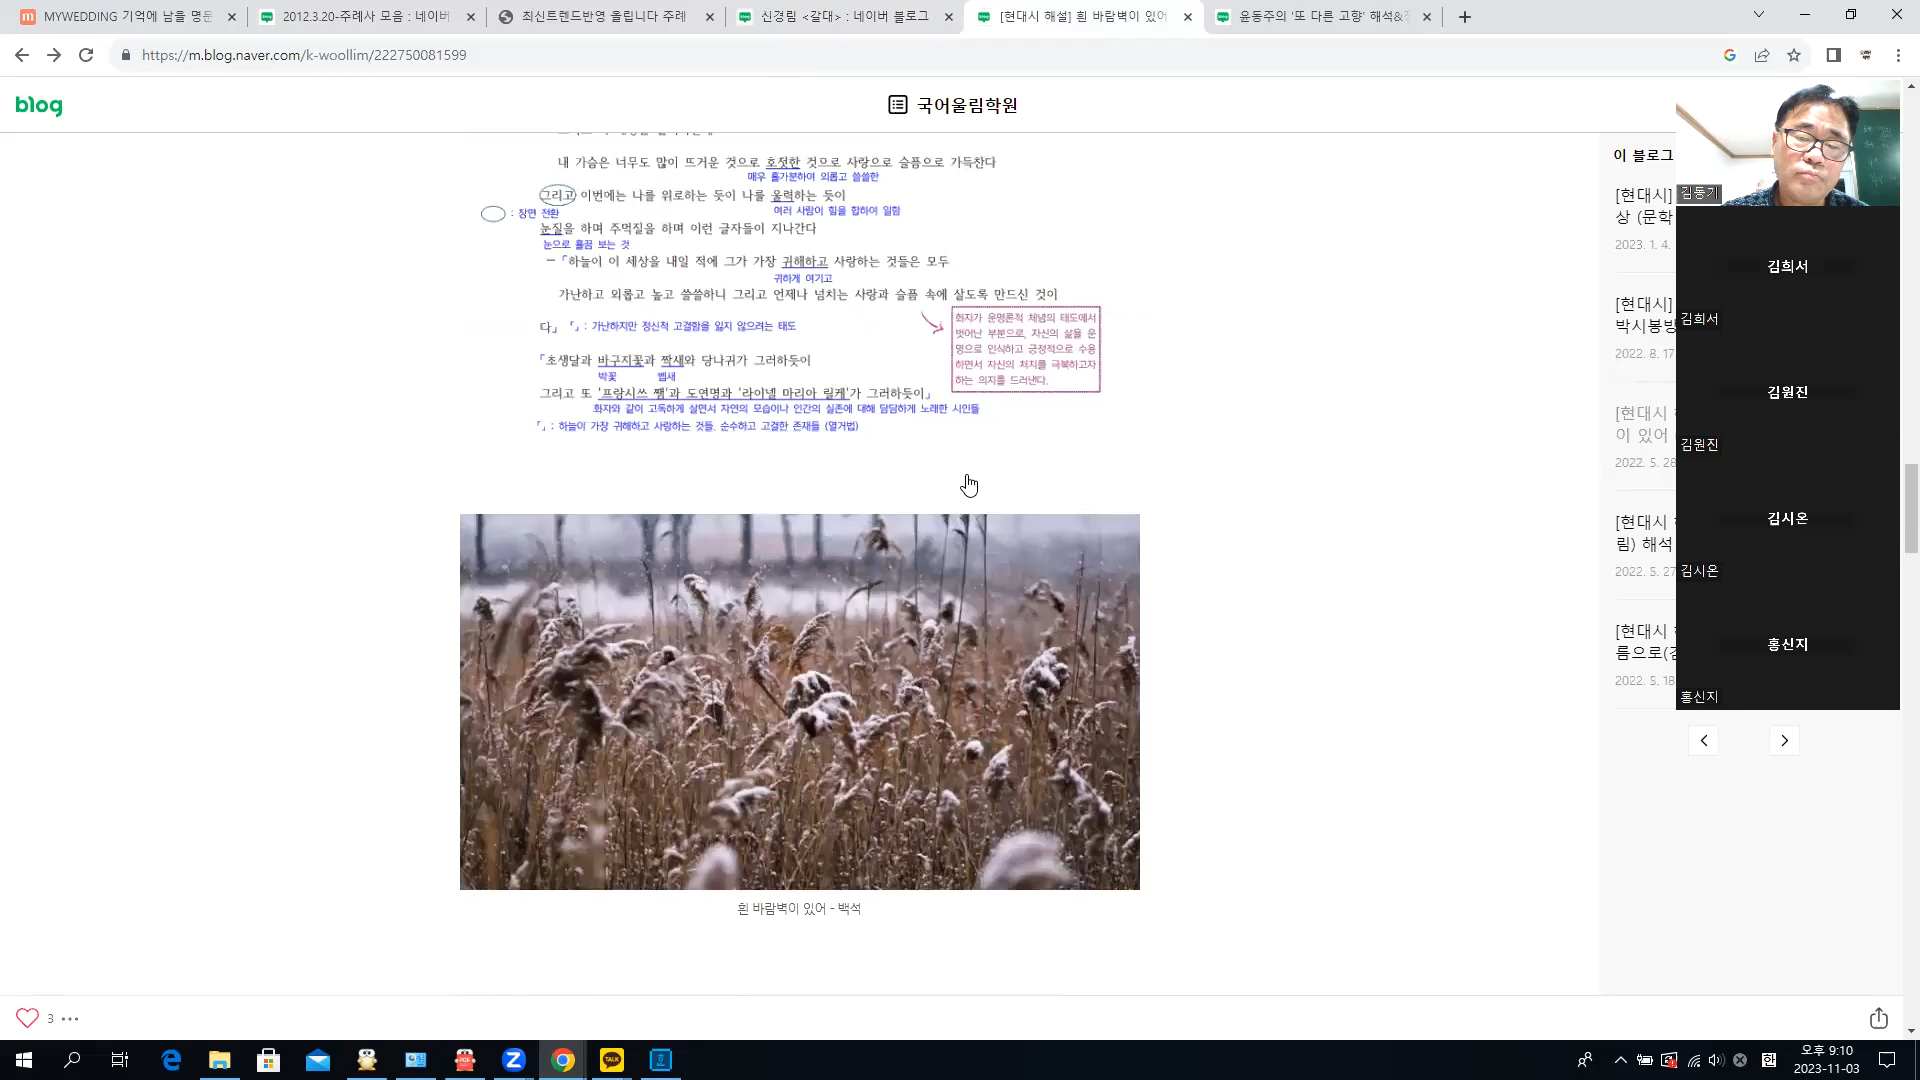 MYWEDDING 기억에 남을 명문
2012.3.20-주례사 모음 : 네이버
최신트렌드반영 올립니다 주례
신경림 <갈대> : 네이버 블로그
[현대시 해설] 흰 바람벽이 있어
윤동주의 '또 다른 고향' 해석&정
https://m.blog.naver.com/k-woollim/222750081599
blog
국어울림학원
내 가슴은 너무도 많이 뜨거운 것으로 호젓한 것으로 사랑으로 슬픔으로 가득찬다
매우 홀가분하여 외롭고 쓸쓸한
그리고 이번에는 나를 위로하는 듯이 나를 울력하는 듯이
: 장면 전환
여러 사람이 힘을 합하여 일함
눈질을 하며 주먹질을 하며 이런 글자들이 지나간다
눈으로 흘끔 보는 것
─「하늘이 이 세상을 내일 적에 그가 가장 귀해하고 사랑하는 것들은 모두
귀하게 여기고
가난하고 외롭고 높고 쓸쓸하니 그리고 언제나 넘치는 사랑과 슬픔 속에 살도록 만드신 것이
다」 「」: 가난하지만 정신적 고결함을 잃지 않으려는 태도
화자가 운명론적 체념의 태도에서
벗어난 부분으로, 자신의 삶을 운
명으로 인식하고 긍정적으로 수용
하면서 자신의 처지를 극복하고자
하는 의지를 드러낸다.
『초생달과 바구지꽃과 짝새와 당나귀가 그러하듯이
박꽃 뱁새
그리고 또 '프랑시쓰 쨈'과 도연명과 '라이넬 마리아 릴케'가 그러하듯이』
화자와 같이 고독하게 살면서 자연의 모습이나 인간의 실존에 대해 담담하게 노래한 시인들
『』: 하늘이 가장 귀해하고 사랑하는 것들. 순수하고 고결한 존재들 (열거법)
흰 바람벽이 있어 - 백석
이 블로그
[현대시]
상 (문학
2023. 1. 4.
[현대시]
박시봉방
2022. 8. 17
[현대시
이 있어
2022. 5. 28
[현대시
림) 해석
2022. 5. 27
[현대시
름으로(김
2022. 5. 18
김동기
김희서
김희서
김원진
김원진
김시온
김시온
홍신지
홍신지
3
TALK
한
오후 9:10
2023-11-03